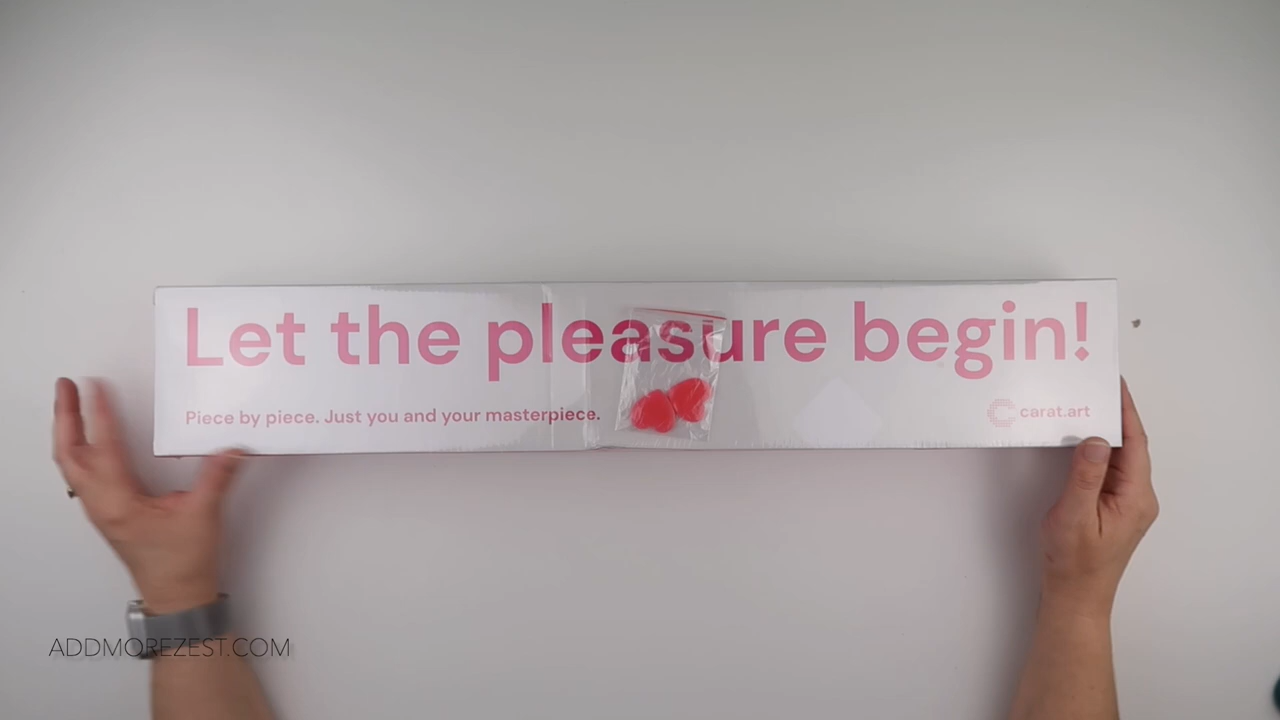 Let the pleasure begin!
Piece by piece. Just you and your masterpiece.
carat.art
ADDMOREZEST.COM